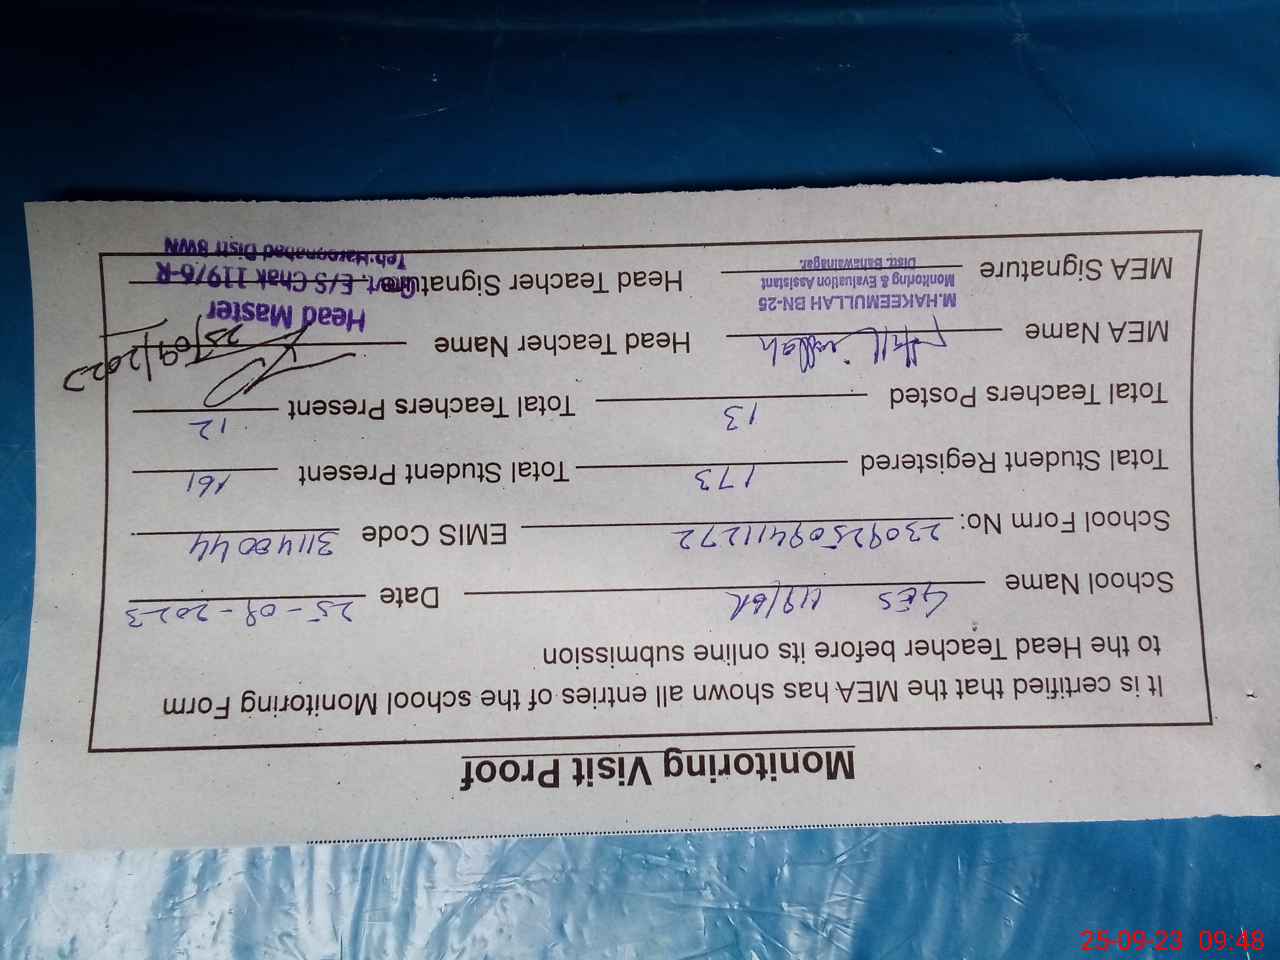 Monitoring Visit Proof
It is certified that the MEA has shown all entries of the school Monitoring Form
to the Head Teacher before its online submission
School Name GES 119/6R Date 25-09-2023
School Form No: 23092509411272 EMIS Code 31140044
Total Student Registered 173 Total Student Present 161
Total Teachers Posted 13 Total Teachers Present 12
MEA Name Head Teacher Name 25/09/2023
M.HAKEEMULLAH BN-25 Head Master
Monitoring & Evaluation Assistant
MEA Signature Head Teacher Signature Govt. E/S Chak 119/6-R
Distt. Bahawalnagar. Teh: Haroonabad Distt BWN
25-09-23 09:48